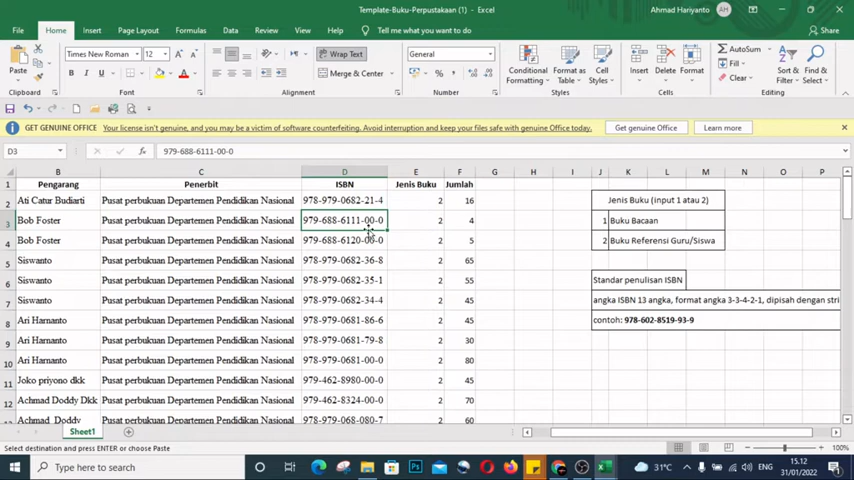 Template-Buku-Perpustakaan (1) - Excel
Ahmad Hariyanto
AH
File Home Insert Page Layout Formulas Data Review View Help Tell me what you want to do
Times New Roman 12 Wrap Text General AutoSum
Paste B I U Merge & Center % Conditional Formatting Format as Table Cell Styles Insert Delete Format Fill Clear Sort & Filter Find & Select
Clipboard Font Alignment Number Styles Cells Editing
GET GENUINE OFFICE Your license isn't genuine, and you may be a victim of software counterfeiting. Avoid interruption and keep your files safe with genuine Office today. Get genuine Office Learn more
D3 979-688-6111-00-0
B C D E F G H I J K L M N O P
1 Pengarang Penerbit ISBN Jenis Buku Jumlah
2 Ati Catur Budiarti Pusat perbukuan Departemen Pendidikan Nasional 978-979-0682-21-4 2 16 Jenis Buku (input 1 atau 2)
3 Bob Foster Pusat perbukuan Departemen Pendidikan Nasional 979-688-6111-00-0 2 4 1 Buku Bacaan
4 Bob Foster Pusat perbukuan Departemen Pendidikan Nasional 979-688-6120-00-0 2 5 2 Buku Referensi Guru/Siswa
5 Siswanto Pusat perbukuan Departemen Pendidikan Nasional 978-979-0682-36-8 2 65
6 Siswanto Pusat perbukuan Departemen Pendidikan Nasional 978-979-0682-35-1 2 55 Standar penulisan ISBN
7 Siswanto Pusat perbukuan Departemen Pendidikan Nasional 978-979-0682-34-4 2 45 angka ISBN 13 angka, format angka 3-3-4-2-1, dipisah dengan stri
8 Ari Harnanto Pusat perbukuan Departemen Pendidikan Nasional 978-979-0681-86-6 2 45 contoh: 978-602-8519-93-9
9 Ari Harnanto Pusat perbukuan Departemen Pendidikan Nasional 978-979-0681-79-8 2 30
10 Ari Harnanto Pusat perbukuan Departemen Pendidikan Nasional 978-979-0681-00-0 2 80
11 Joko priyono dkk Pusat perbukuan Departemen Pendidikan Nasional 979-462-8980-00-0 2 45
12 Achmad Doddy Dkk Pusat perbukuan Departemen Pendidikan Nasional 979-462-8324-00-0 2 70
Achmad Doddy Pusat perbukuan Departemen Pendidikan Nasional 978-979-068-080-7 2 60
Sheet1
Select destination and press ENTER or choose Paste
100%
Type here to search
31°C
ENG
15.12
31/01/2022